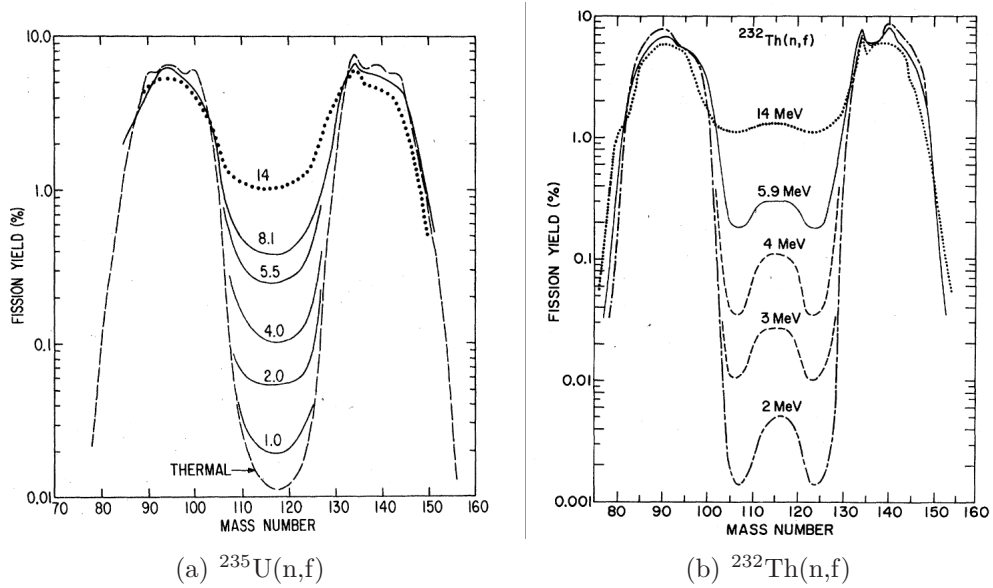 10.0
1.0
0.1
0.01
FISSION YIELD (%)
14
8.1
5.5
4.0
2.0
1.0
THERMAL
70 80 90 100 110 120 130 140 150 160
MASS NUMBER
(a) ²³⁵U(n,f)
10
1.0
0.1
0.01
0.001
FISSION YIELD (%)
²³²Th(n,f)
14 MeV
5.9 MeV
4 MeV
3 MeV
2 MeV
80 90 100 110 120 130 140 150 160
MASS NUMBER
(b) ²³²Th(n,f)